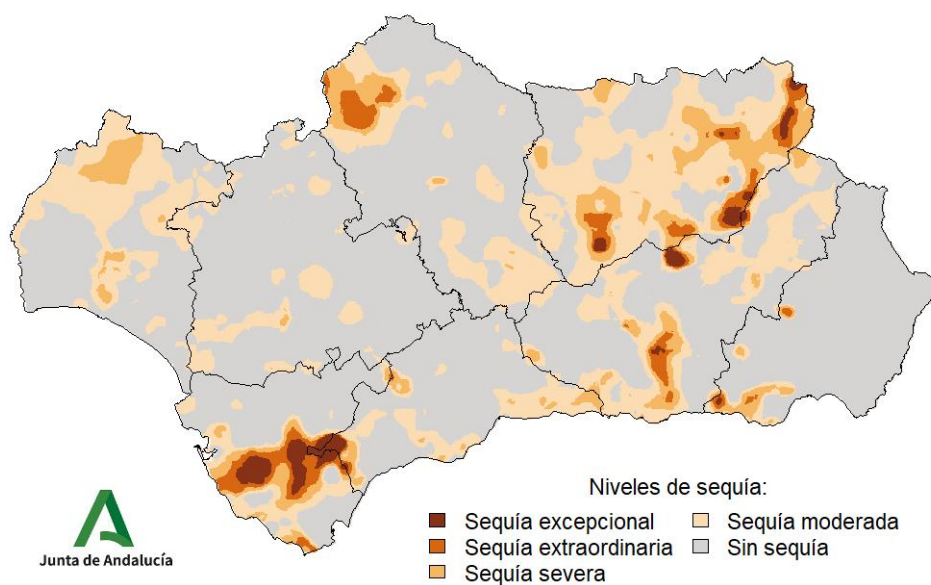 Niveles de sequía:
Sequía excepcional
Sequía moderada
Sequía extraordinaria
Sin sequía
Sequía severa
Junta de Andalucía